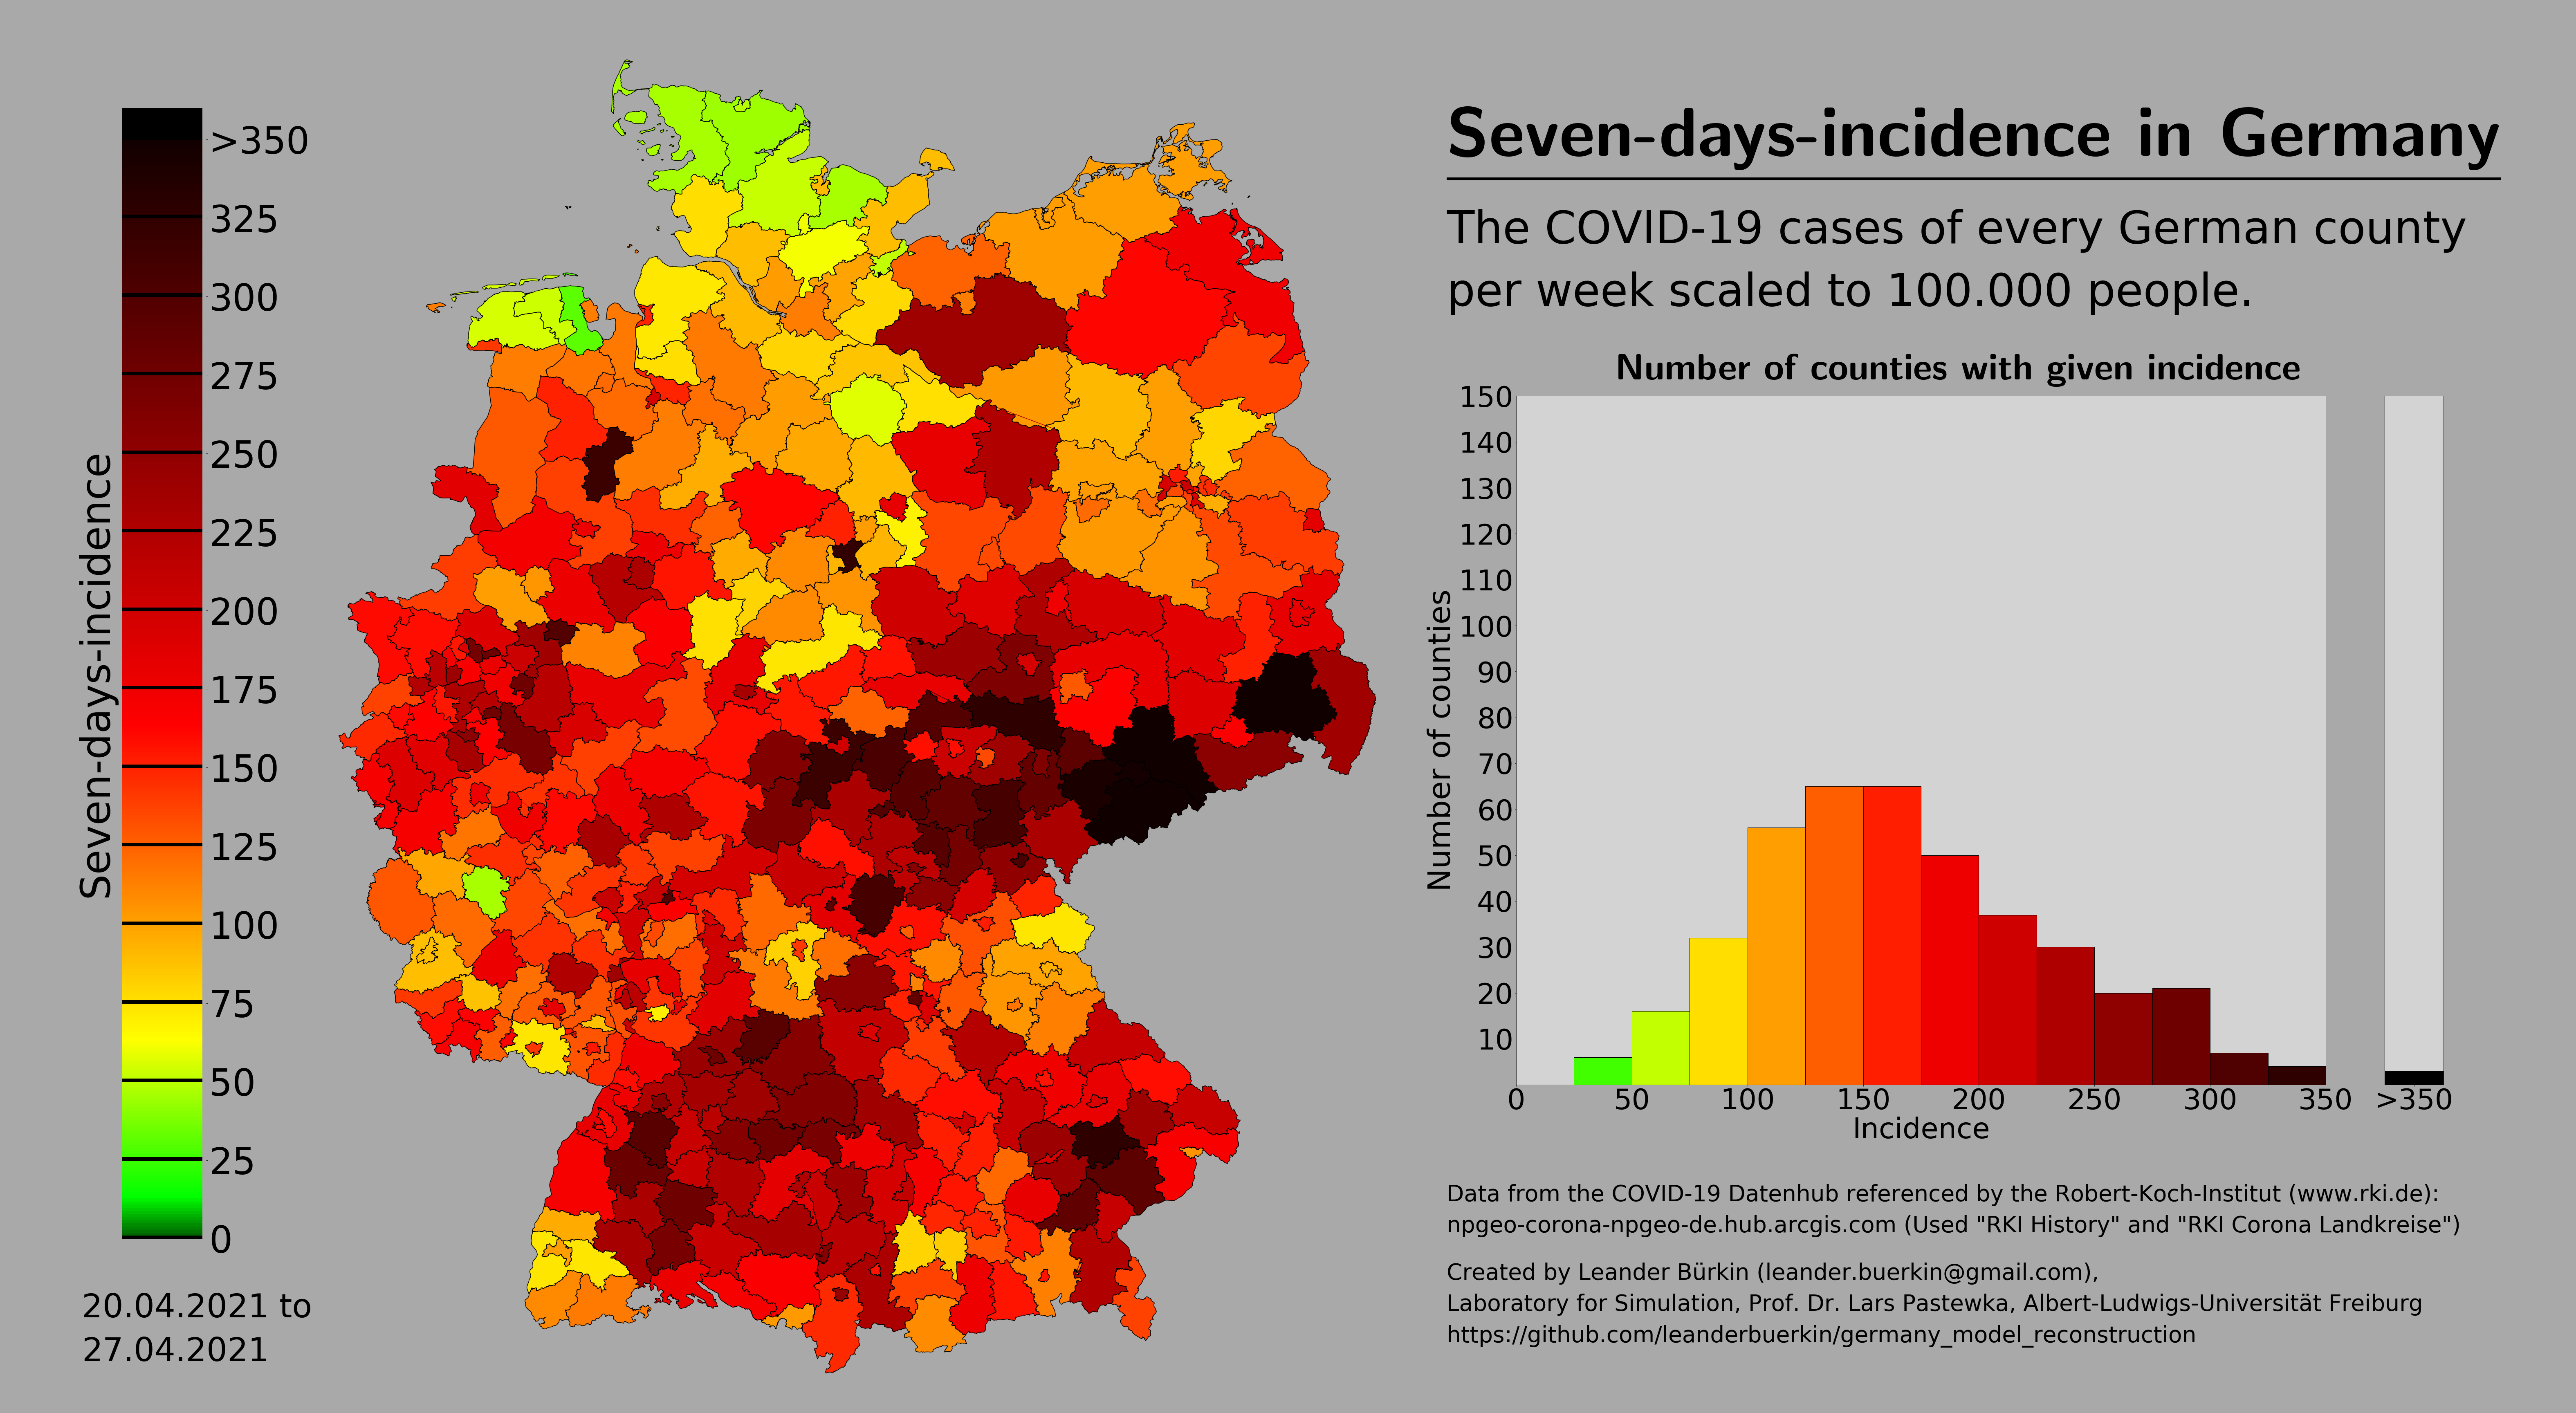 Seven-days-incidence in Germany
The COVID-19 cases of every German county
per week scaled to 100.000 people.
Seven-days-incidence
>350
325
300
275
250
225
200
175
150
125
100
75
50
25
0
20.04.2021 to
27.04.2021
Number of counties with given incidence
Number of counties
150
140
130
120
110
100
90
80
70
60
50
40
30
20
10
0 50 100 150 200 250 300 350 >350
Incidence
Data from the COVID-19 Datenhub referenced by the Robert-Koch-Institut (www.rki.de):
npgeo-corona-npgeo-de.hub.arcgis.com (Used "RKI History" and "RKI Corona Landkreise")
Created by Leander Bürkin (leander.buerkin@gmail.com),
Laboratory for Simulation, Prof. Dr. Lars Pastewka, Albert-Ludwigs-Universität Freiburg
https://github.com/leanderbuerkin/germany_model_reconstruction